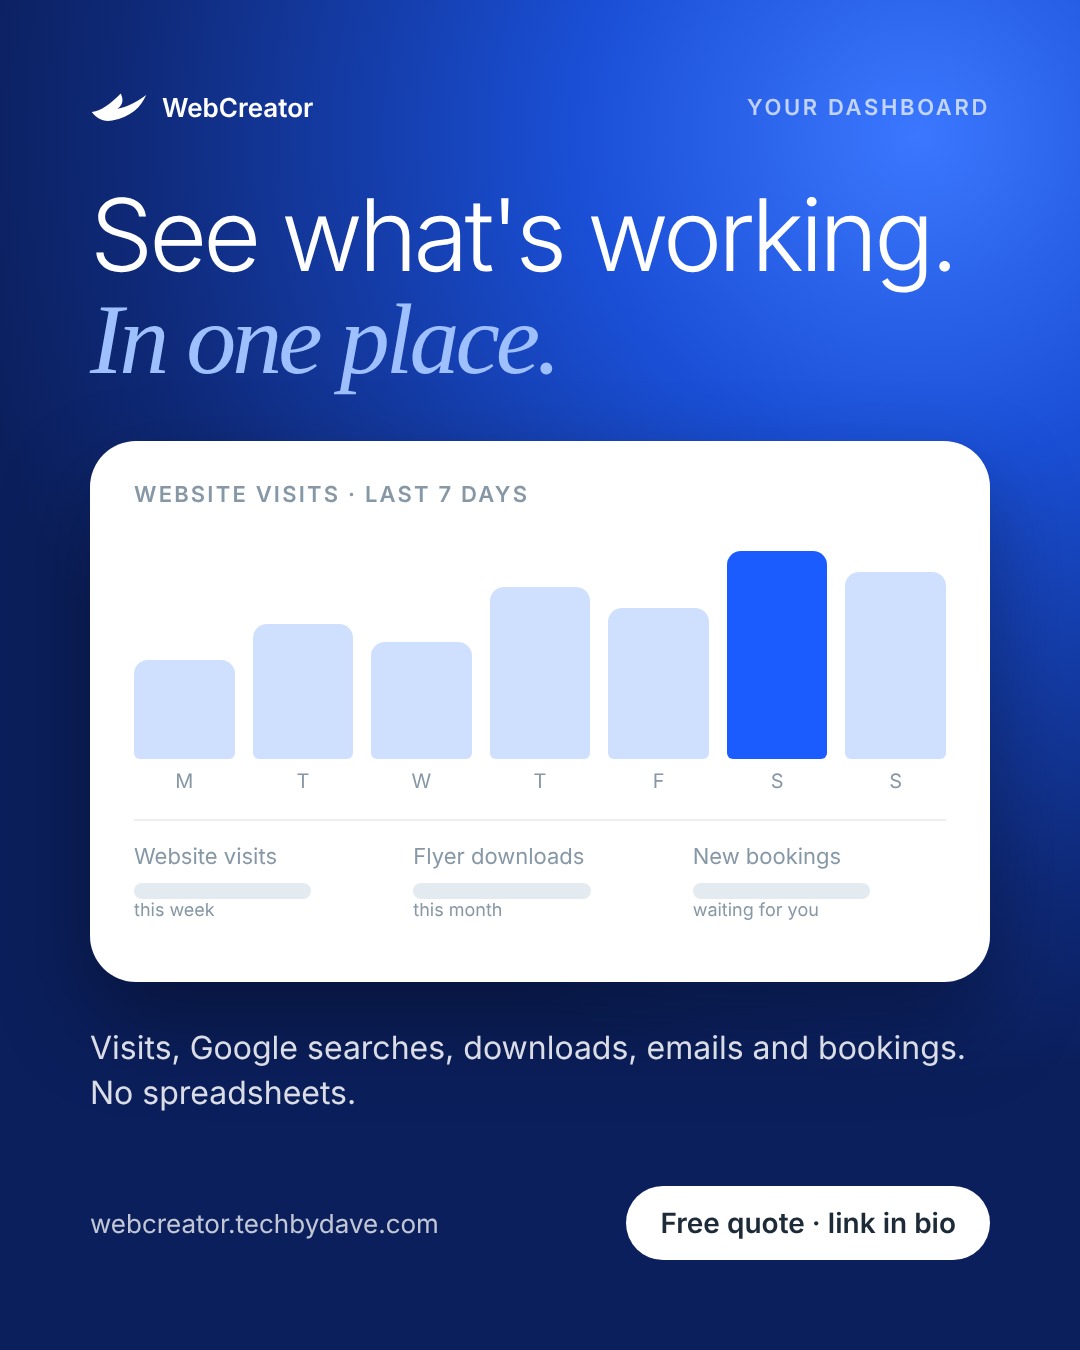 WebCreator
YOUR DASHBOARD
See what's working.
In one place.
WEBSITE VISITS · LAST 7 DAYS
M T W T F S S
Website visits Flyer downloads New bookings
this week this month waiting for you
Visits, Google searches, downloads, emails and bookings.
No spreadsheets.
webcreator.techbydave.com
Free quote · link in bio